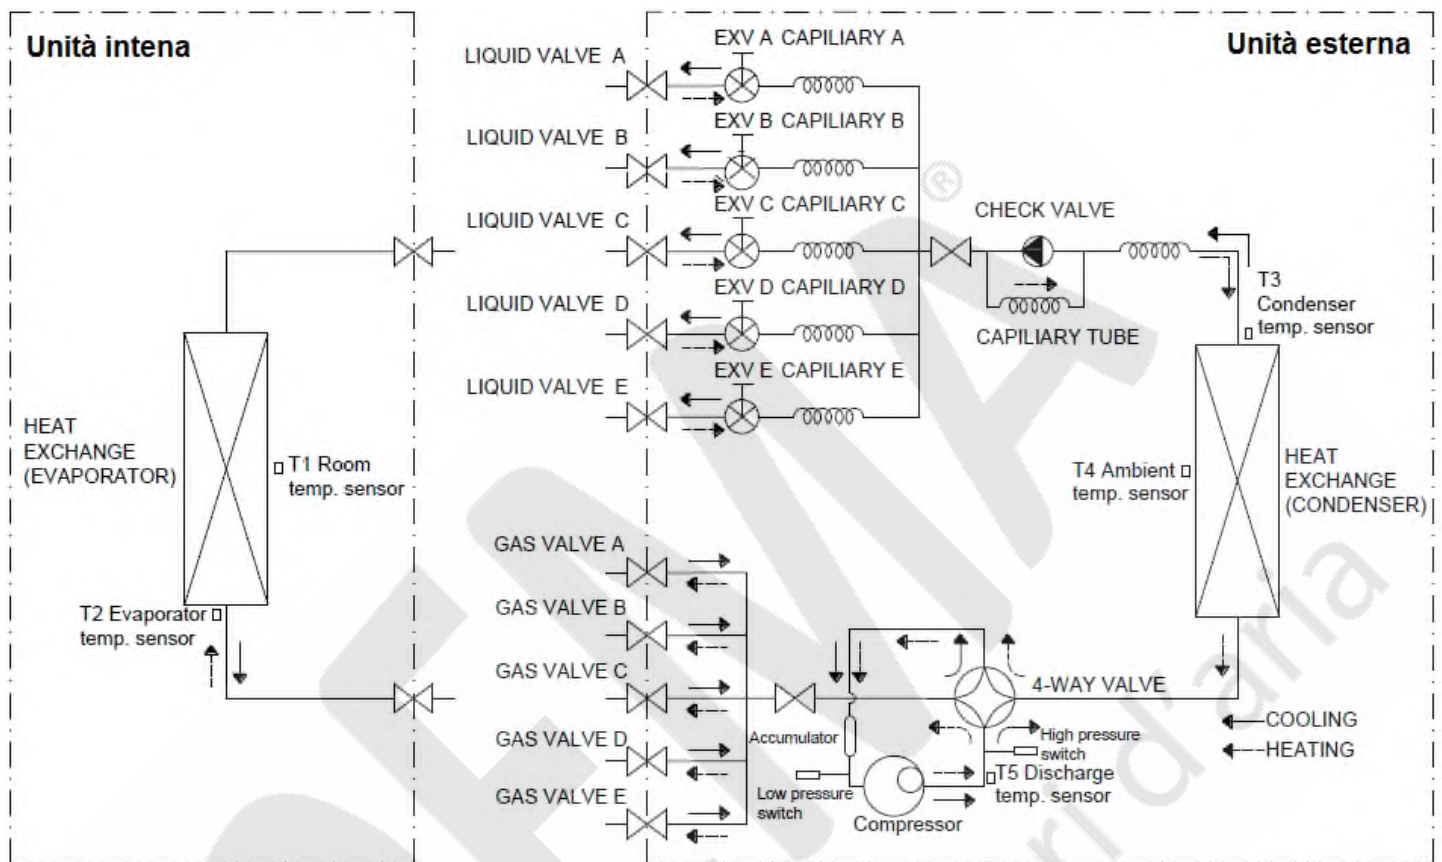 Unità intena
Unità esterna
LIQUID VALVE A
EXV A CAPILIARY A
LIQUID VALVE B
EXV B CAPILIARY B
LIQUID VALVE C
EXV C CAPILIARY C
CHECK VALVE
LIQUID VALVE D
EXV D CAPILIARY D
CAPILIARY TUBE
T3
Condenser
temp. sensor
LIQUID VALVE E
EXV E CAPILIARY E
HEAT
EXCHANGE
(EVAPORATOR)
T1 Room
temp. sensor
T4 Ambient
temp. sensor
HEAT
EXCHANGE
(CONDENSER)
T2 Evaporator
temp. sensor
GAS VALVE A
GAS VALVE B
GAS VALVE C
4-WAY VALVE
GAS VALVE D
Accumulator
High pressure
switch
COOLING
HEATING
GAS VALVE E
Low pressure
switch
T5 Discharge
temp. sensor
Compressor
®
d'aria